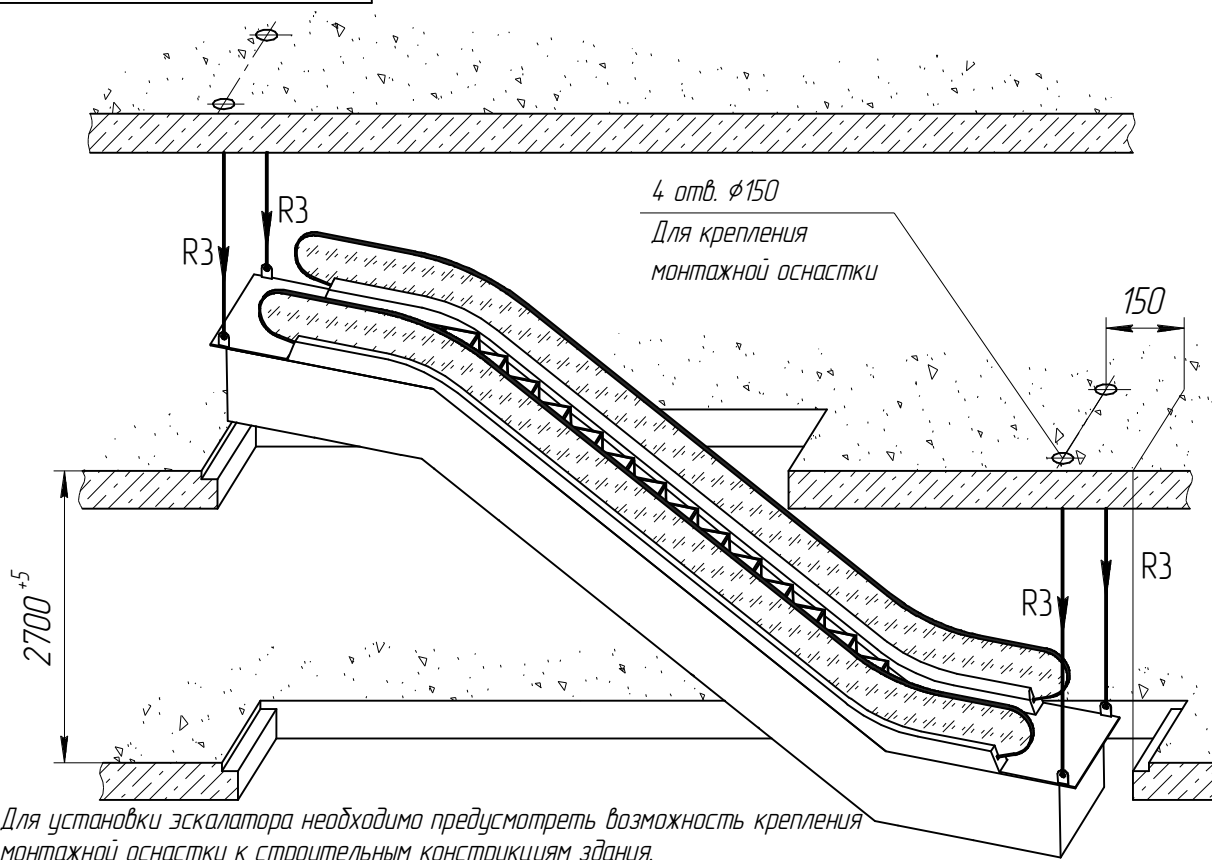 4 отв. ϕ150
Для крепления
монтажной оснастки
R3
R3
150
2700⁺⁵
R3
R3
Для установки эскалатора необходимо предусмотреть возможность крепления
монтажной оснастки к строительным конструкциям здания.